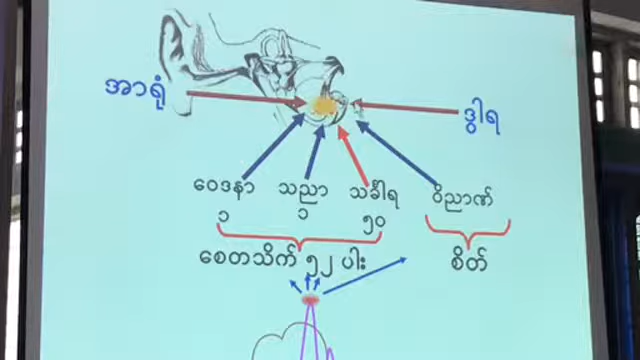 အာရုံ
ဒွါရ
ဝေဒနာ သညာ သင်္ခါရ ဝိညာဏ်
၁ ၁ ၅၀
စေတသိက် ၅၂ ပါး စိတ်